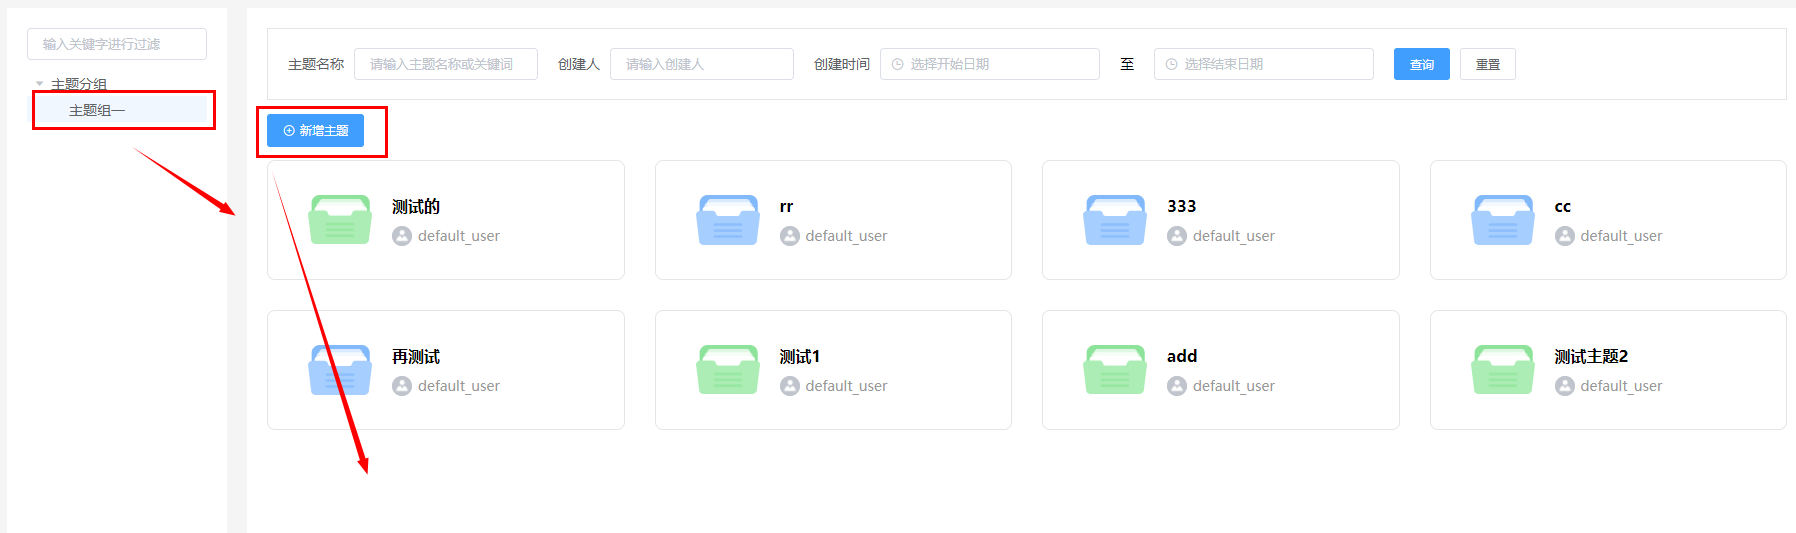 输入关键字进行过滤
主题分组
主题组一
主题名称 请输入主题名称或关键词 创建人 请输入创建人 创建时间 选择开始日期 至 选择结束日期 查询 重置
新增主题
测试的
default_user
rr
default_user
333
default_user
cc
default_user
再测试
default_user
测试1
default_user
add
default_user
测试主题2
default_user